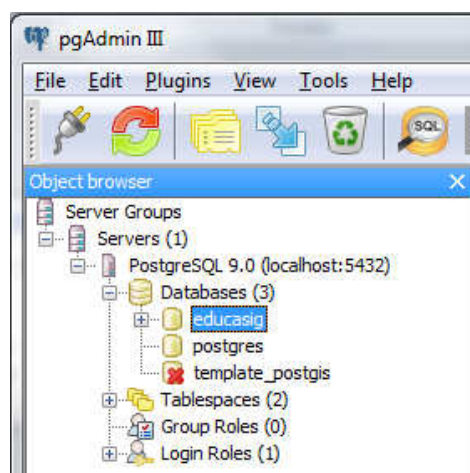 pgAdmin III
File Edit Plugins View Tools Help
SQL
Object browser
Server Groups
Servers (1)
PostgreSQL 9.0 (localhost:5432)
Databases (3)
educasig
postgres
template_postgis
Tablespaces (2)
Group Roles (0)
Login Roles (1)